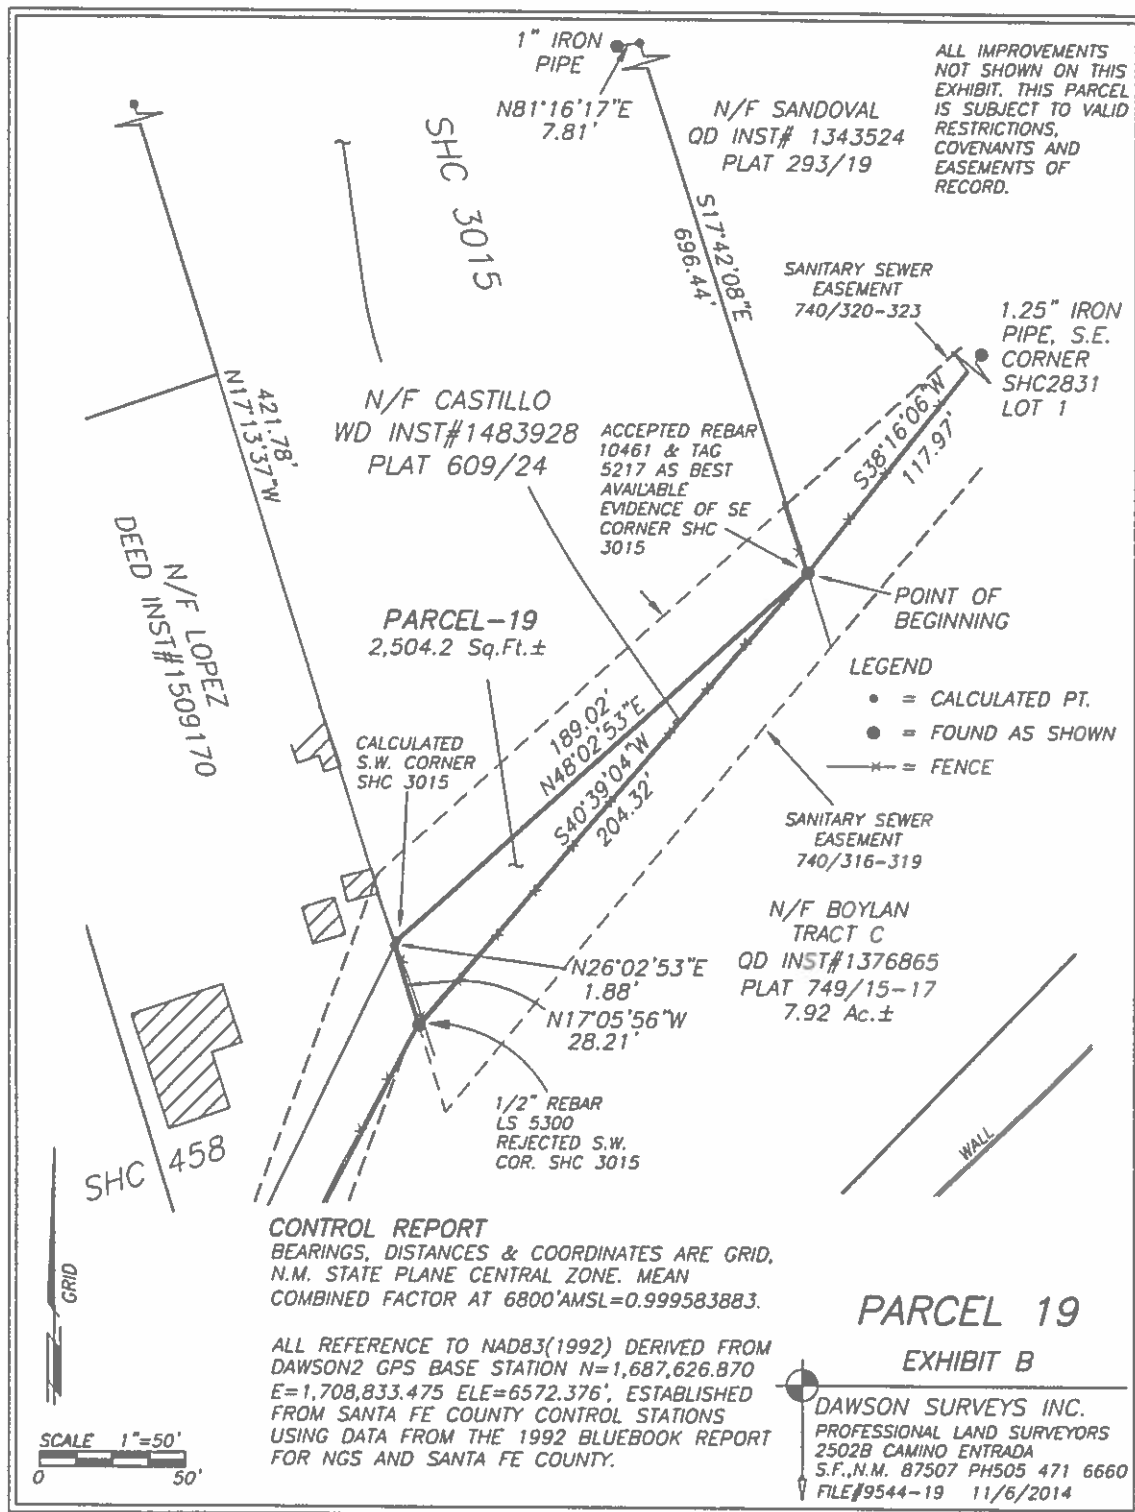 1" IRON
PIPE
N81°16'17"E
7.81'
N/F SANDOVAL
QD INST# 1343524
PLAT 293/19
ALL IMPROVEMENTS
NOT SHOWN ON THIS
EXHIBIT. THIS PARCEL
IS SUBJECT TO VALID
RESTRICTIONS,
COVENANTS AND
EASEMENTS OF
RECORD.
SHC 3015
S17°42'08"E
696.44'
SANITARY SEWER
EASEMENT
740/320-323
1.25" IRON
PIPE, S.E.
CORNER
SHC2831
LOT 1
421.78'
N17°13'37"W
N/F CASTILLO
WD INST#1483928
PLAT 609/24
ACCEPTED REBAR
10461 & TAG
5217 AS BEST
AVAILABLE
EVIDENCE OF SE
CORNER SHC
3015
S38°16'06"W
117.97'
N/F LOPEZ
DEED INST#1509170
PARCEL-19
2,504.2 Sq.Ft.±
POINT OF
BEGINNING
LEGEND
• = CALCULATED PT.
● = FOUND AS SHOWN
—x— = FENCE
CALCULATED
S.W. CORNER
SHC 3015
189.02'
N48°02'53"E
S40°39'04"W
204.32'
SANITARY SEWER
EASEMENT
740/316-319
N/F BOYLAN
TRACT C
QD INST#1376865
PLAT 749/15-17
7.92 Ac.±
N26°02'53"E
1.88'
N17°05'56"W
28.21'
1/2" REBAR
LS 5300
REJECTED S.W.
COR. SHC 3015
WALL
SHC 458
GRID
SCALE 1"=50'
0 50'
CONTROL REPORT
BEARINGS, DISTANCES & COORDINATES ARE GRID,
N.M. STATE PLANE CENTRAL ZONE. MEAN
COMBINED FACTOR AT 6800'AMSL=0.999583883.
ALL REFERENCE TO NAD83(1992) DERIVED FROM
DAWSON2 GPS BASE STATION N=1,687,626.870
E=1,708,833.475 ELE=6572.376', ESTABLISHED
FROM SANTA FE COUNTY CONTROL STATIONS
USING DATA FROM THE 1992 BLUEBOOK REPORT
FOR NGS AND SANTA FE COUNTY.
PARCEL 19
EXHIBIT B
DAWSON SURVEYS INC.
PROFESSIONAL LAND SURVEYORS
2502B CAMINO ENTRADA
S.F.,N.M. 87507 PH505 471 6660
FILE#9544-19 11/6/2014